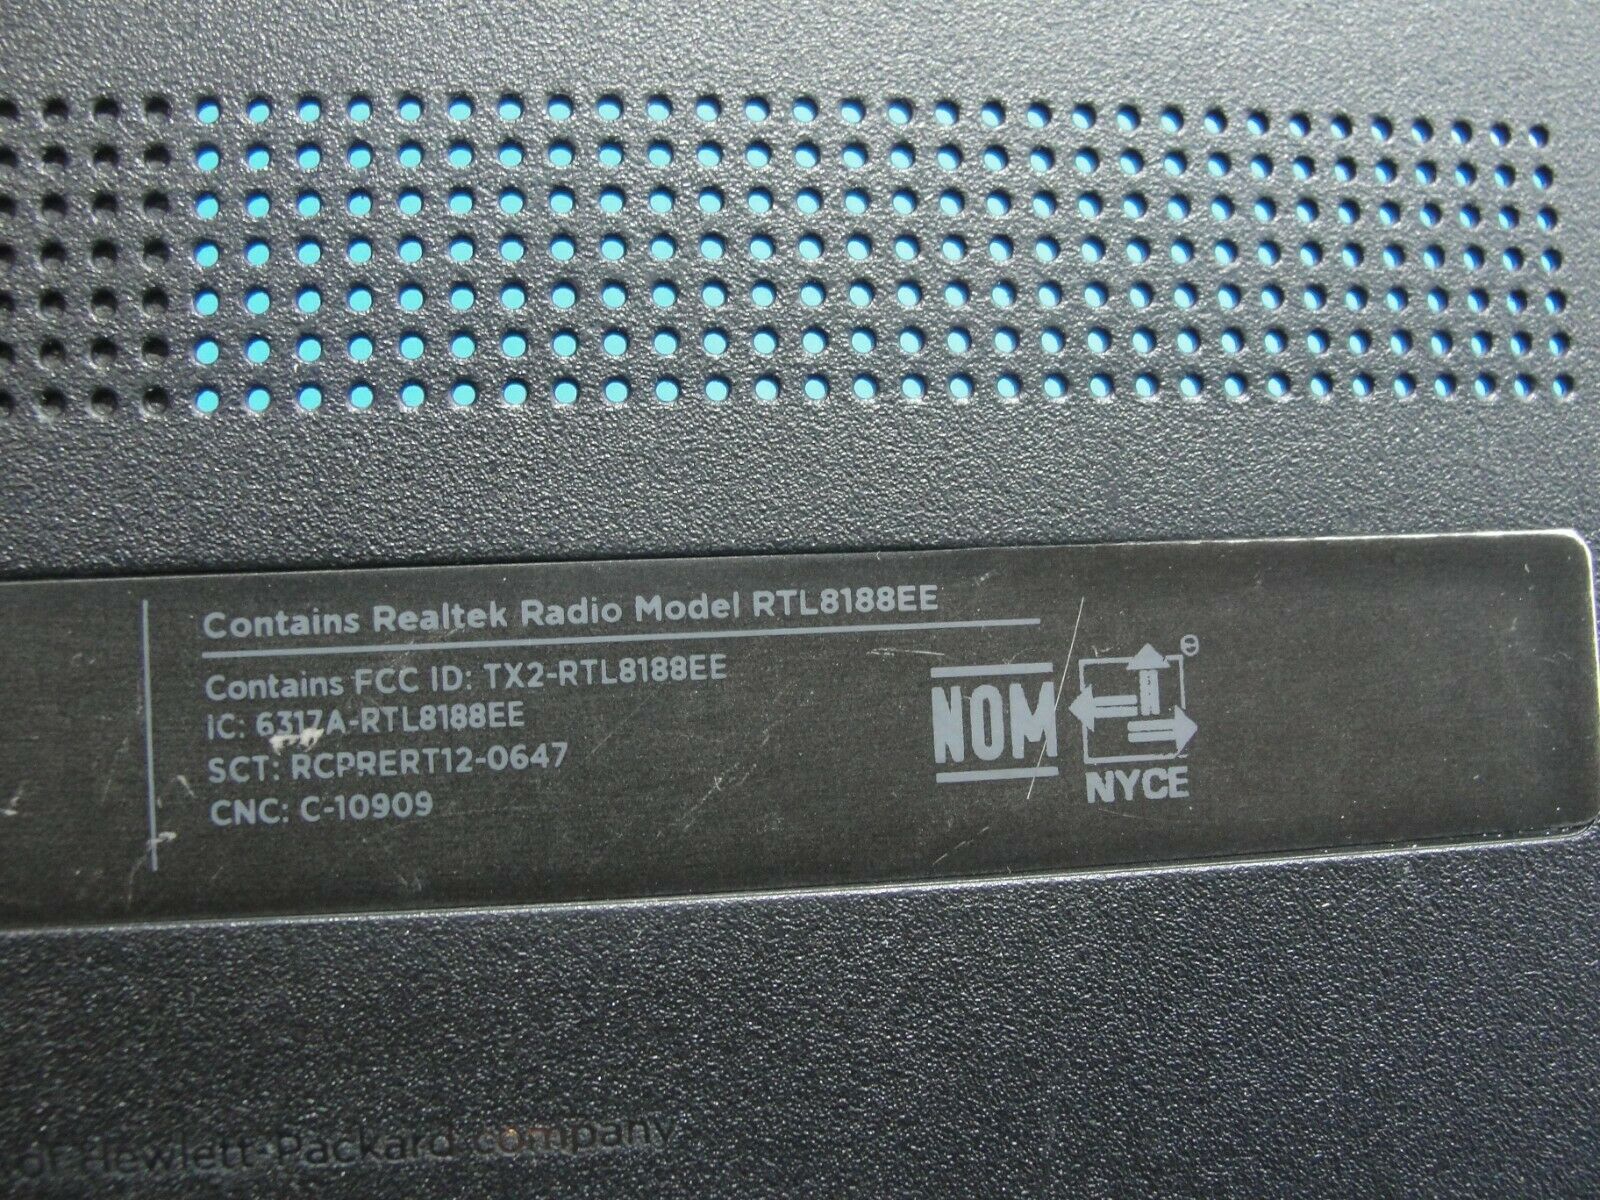 Contains Realtek Radio Model RTL8188EE
Contains FCC ID: TX2-RTL8188EE
IC: 6317A-RTL8188EE
SCT: RCPRERT12-0647
CNC: C-10909
NOM
NYCE
of Hewlett-Packard company